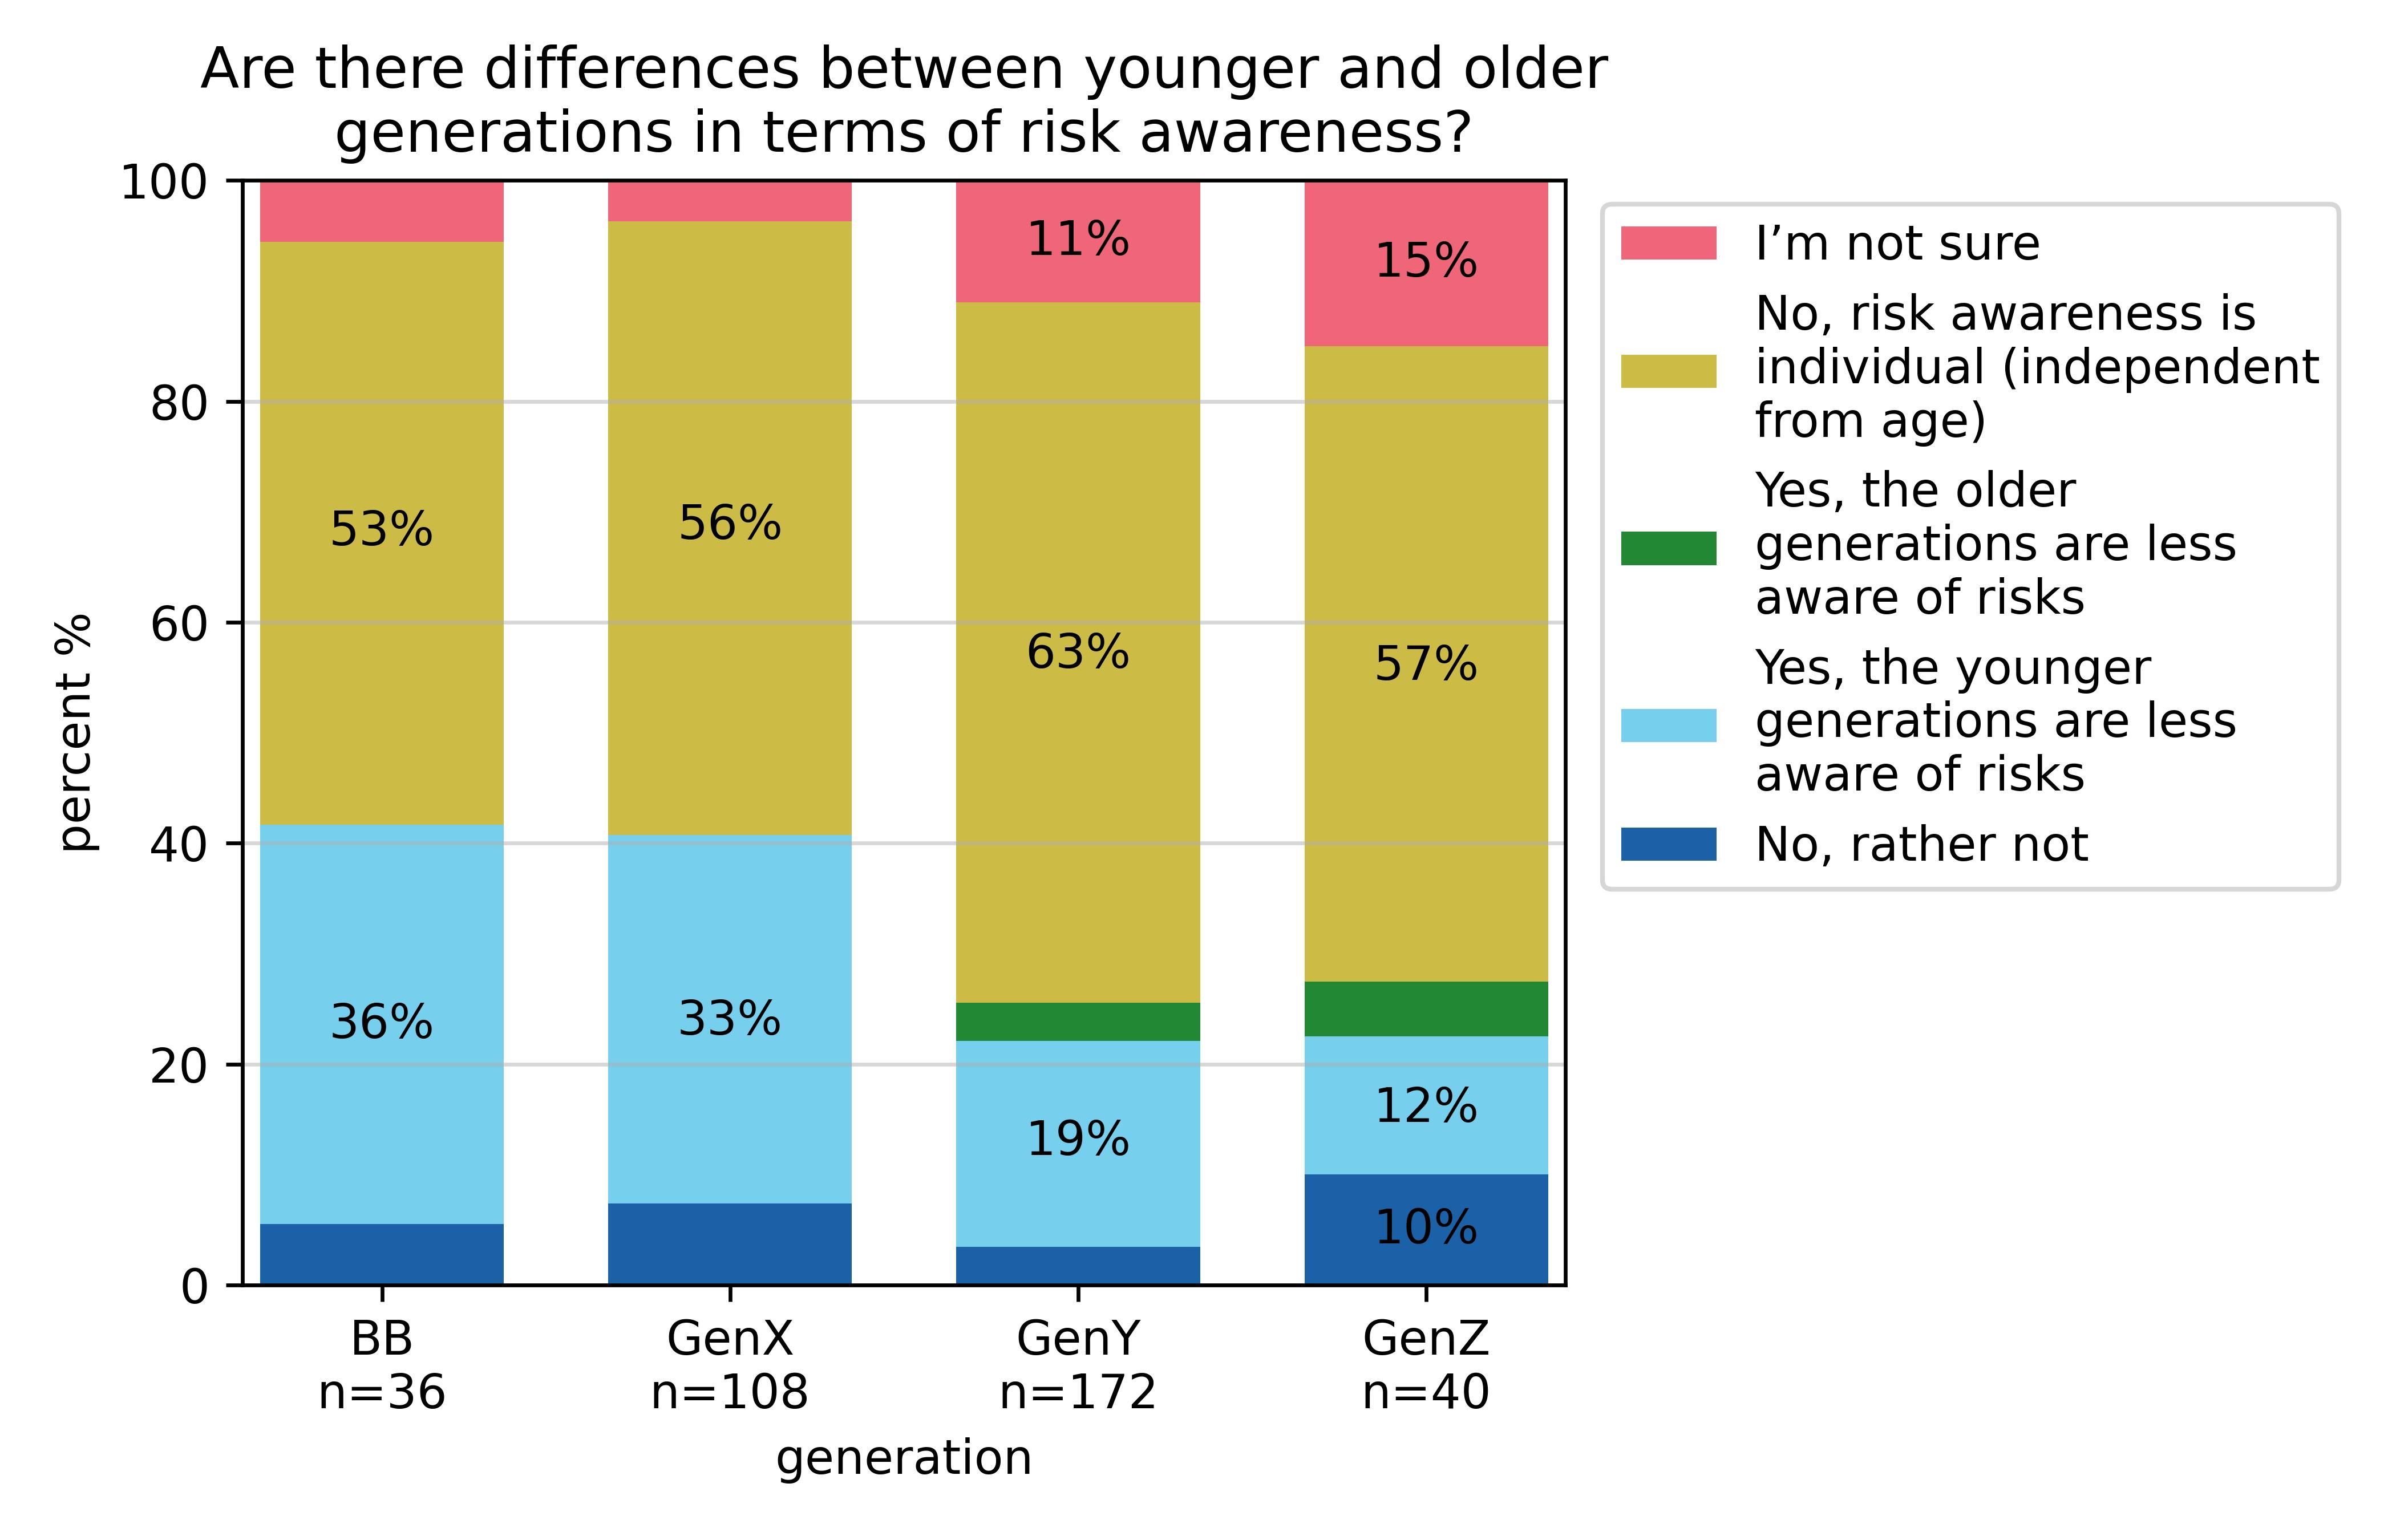 Are there differences between younger and older
generations in terms of risk awareness?
percent %
100
80
60
40
20
0
53%
36%
56%
33%
11%
63%
19%
15%
57%
12%
10%
BB
n=36
GenX
n=108
GenY
n=172
GenZ
n=40
generation
I’m not sure
No, risk awareness is
individual (independent
from age)
Yes, the older
generations are less
aware of risks
Yes, the younger
generations are less
aware of risks
No, rather not